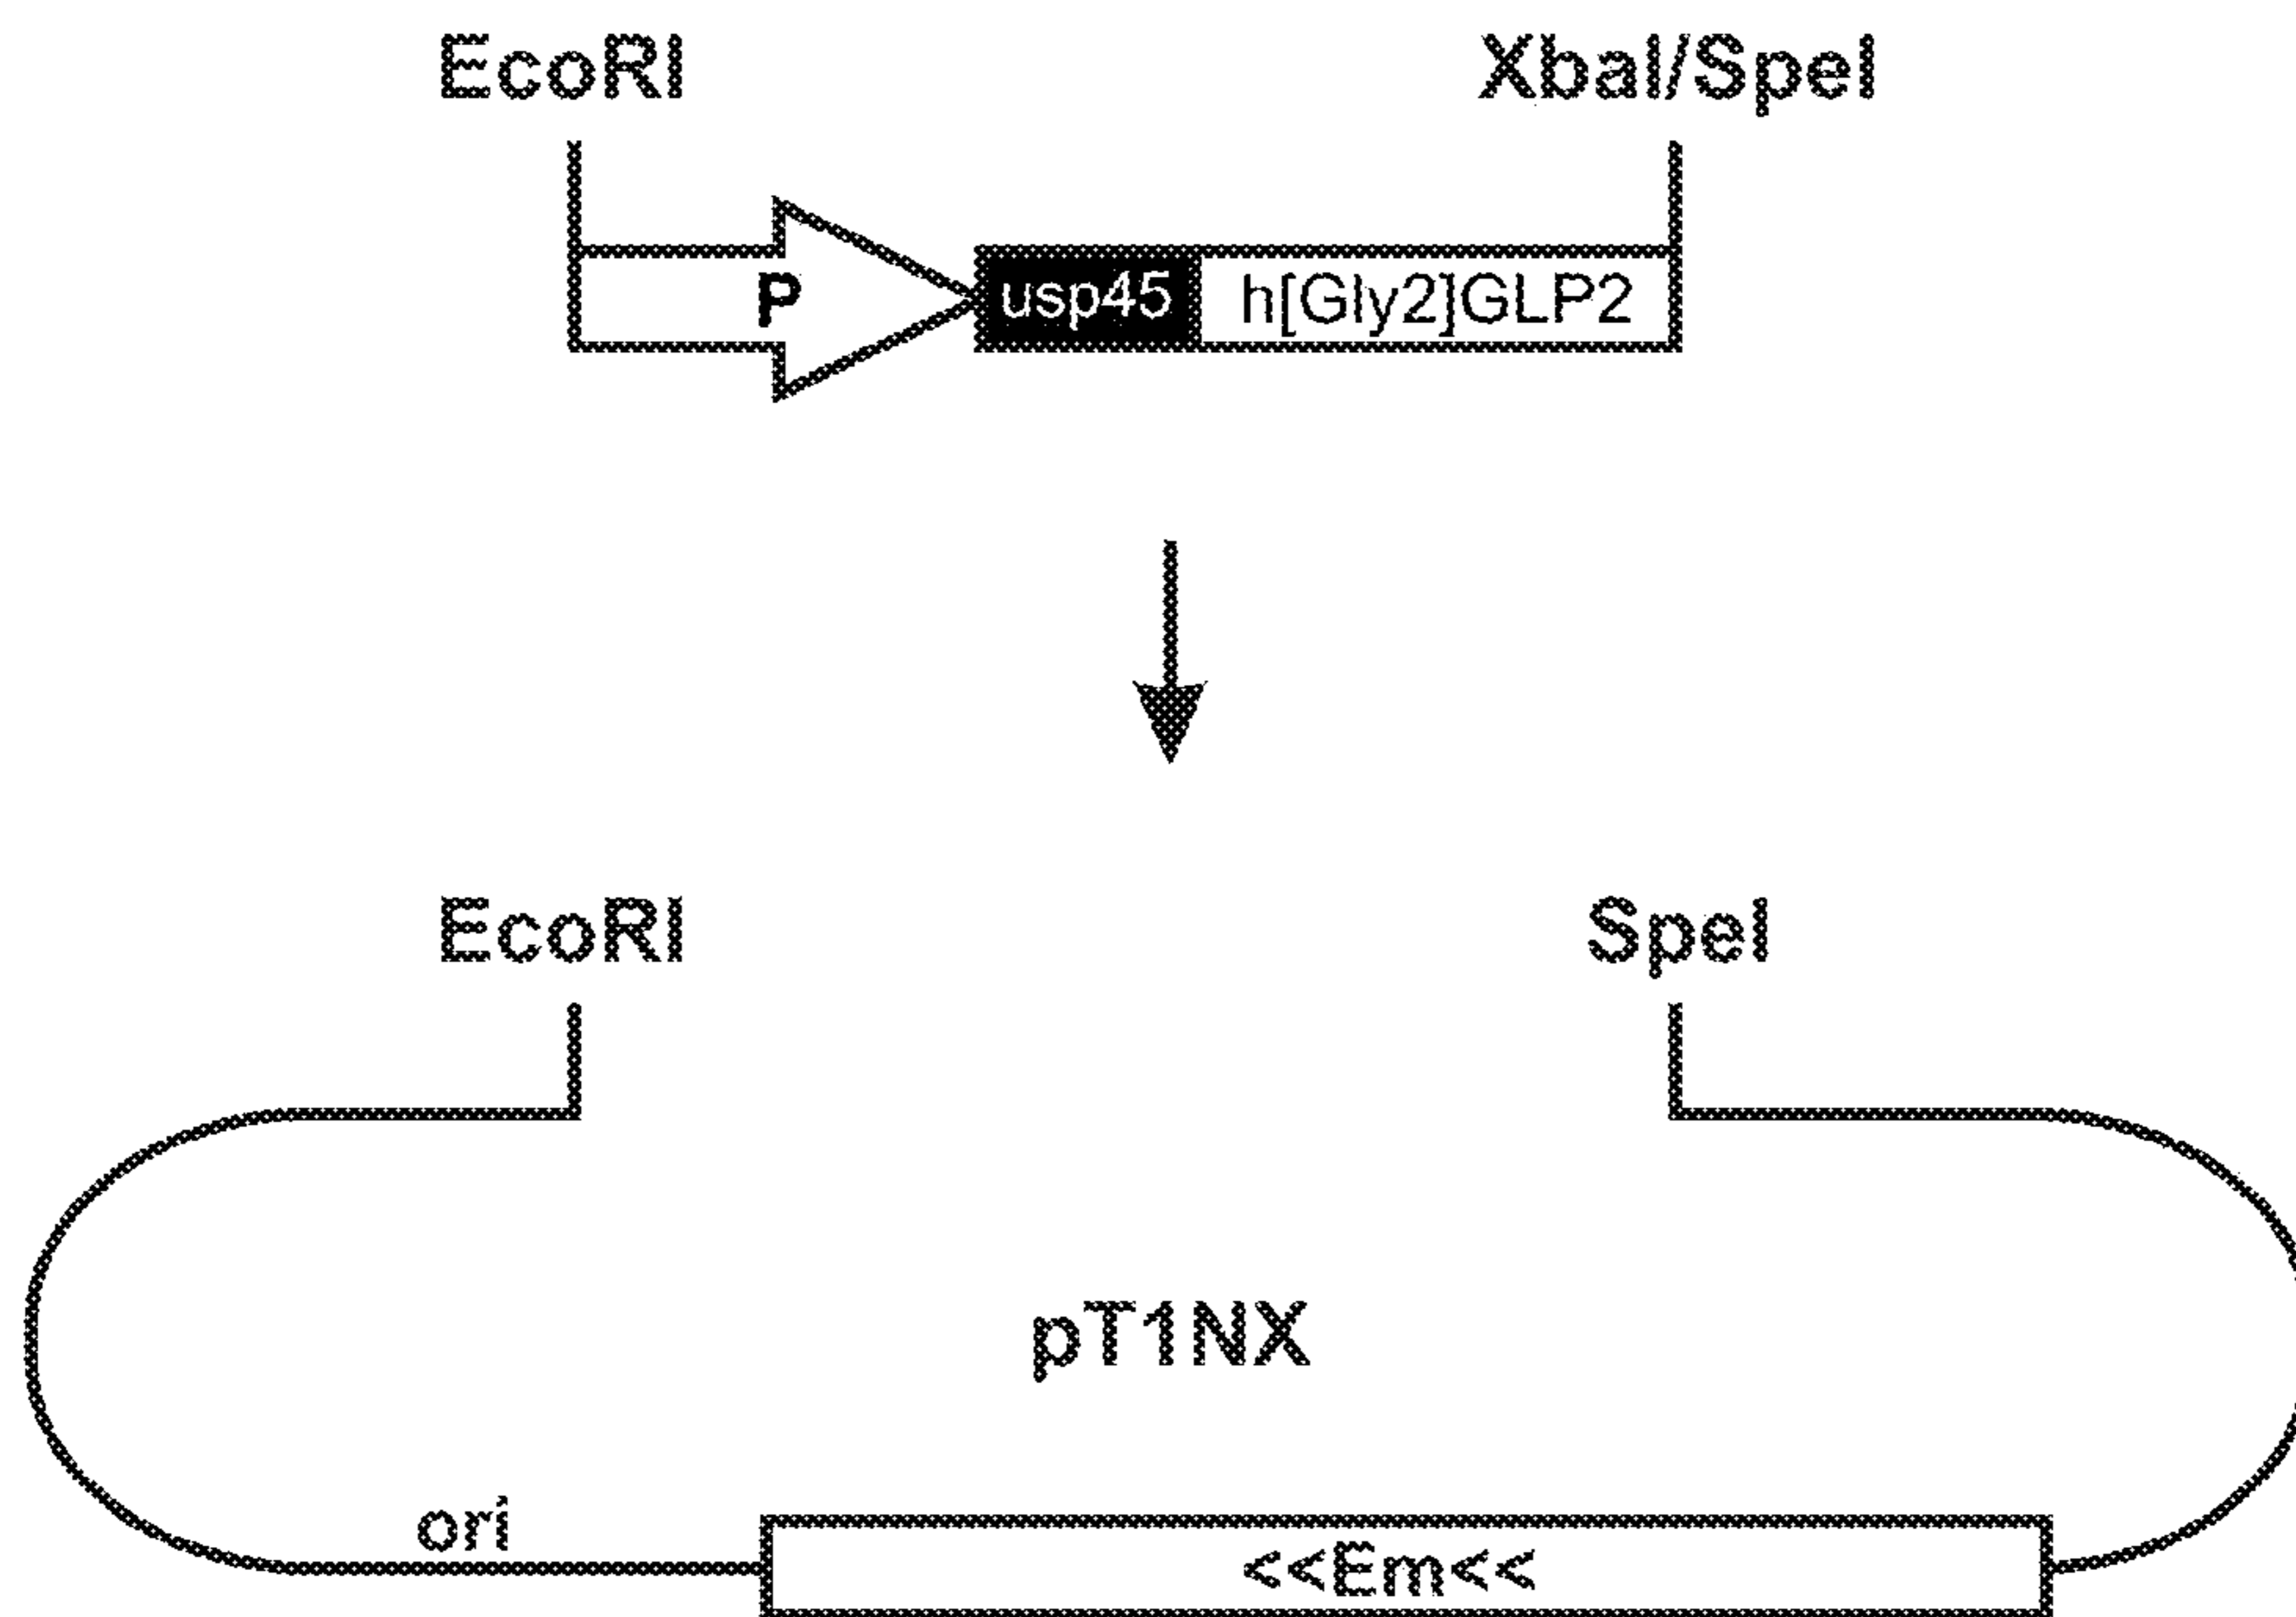 EcoRI XbaI/SpeI
P usp45 h[Gly2]GLP2
EcoRI SpeI
pT1NX
ori
<<Em<<